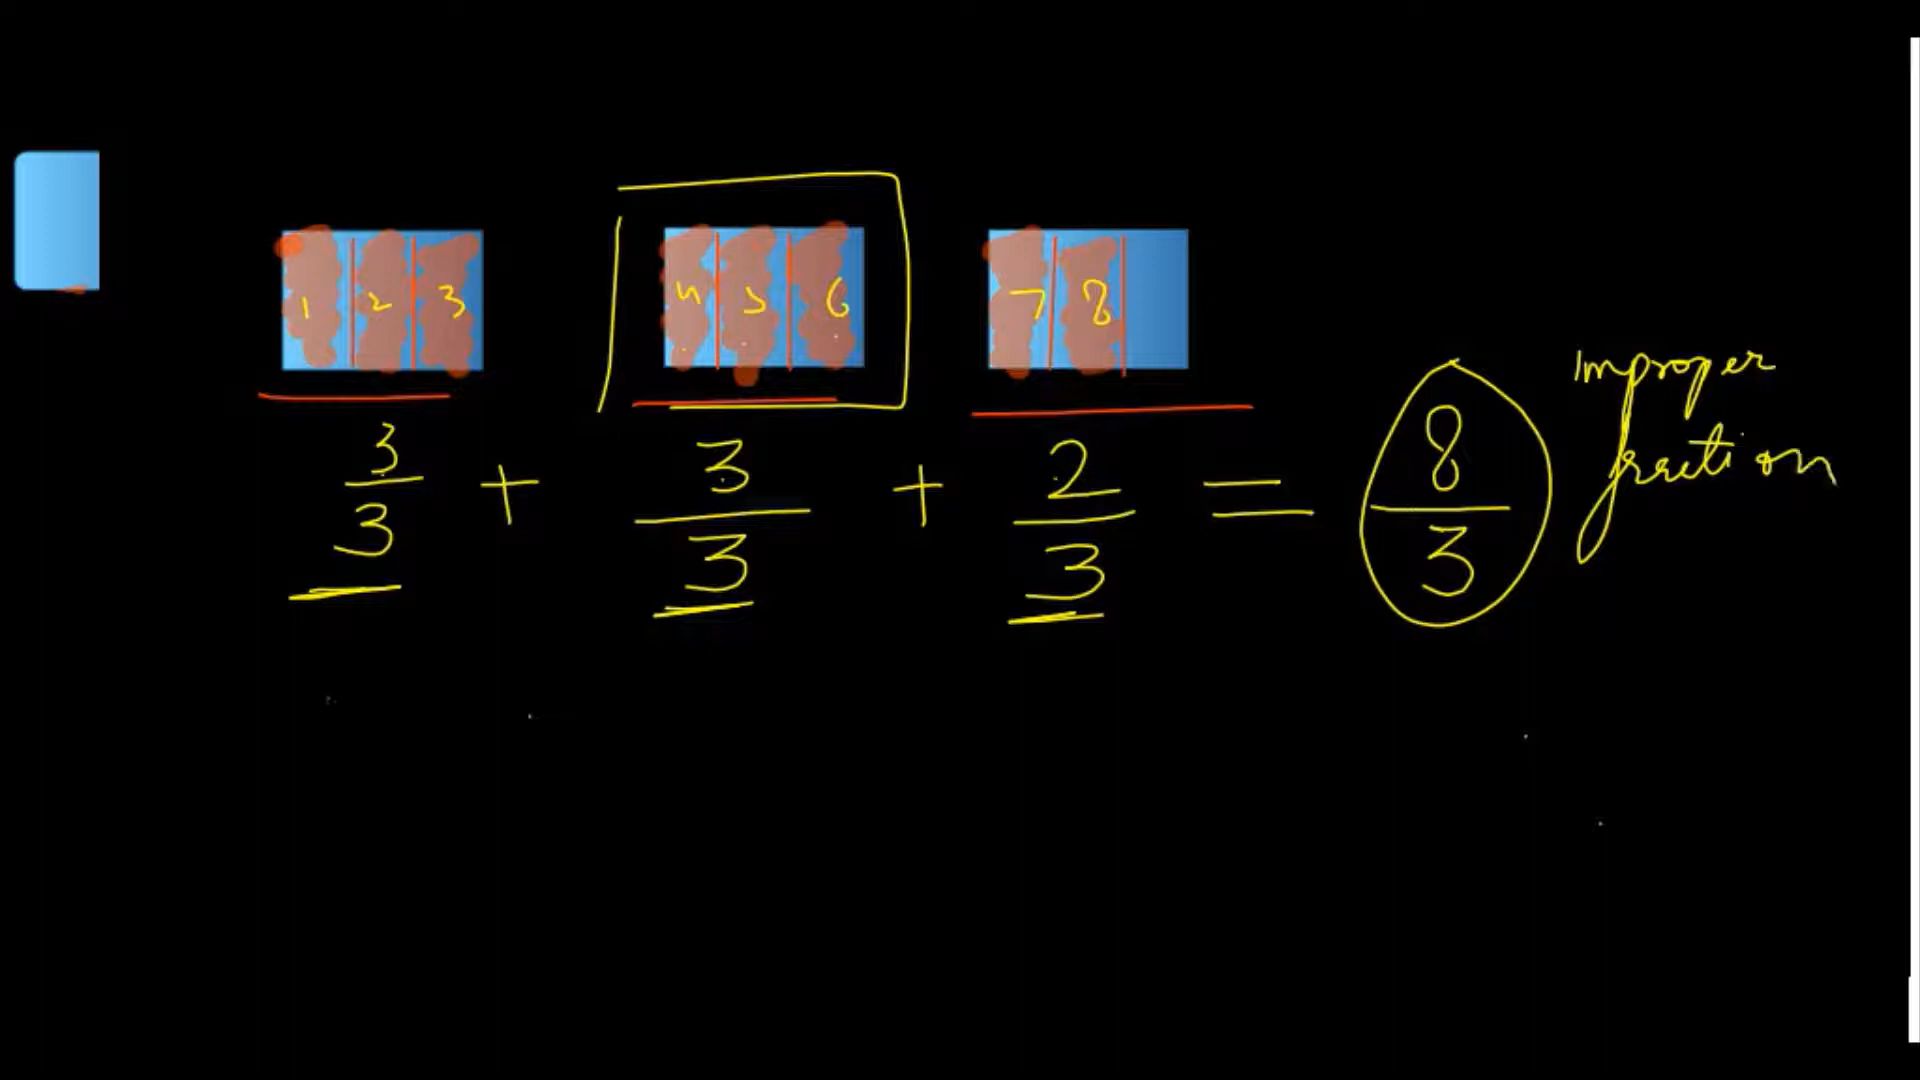 1 2 3 4 5 6 7 8
3/3 + 3/3 + 2/3 = 8/3
Improper
fraction